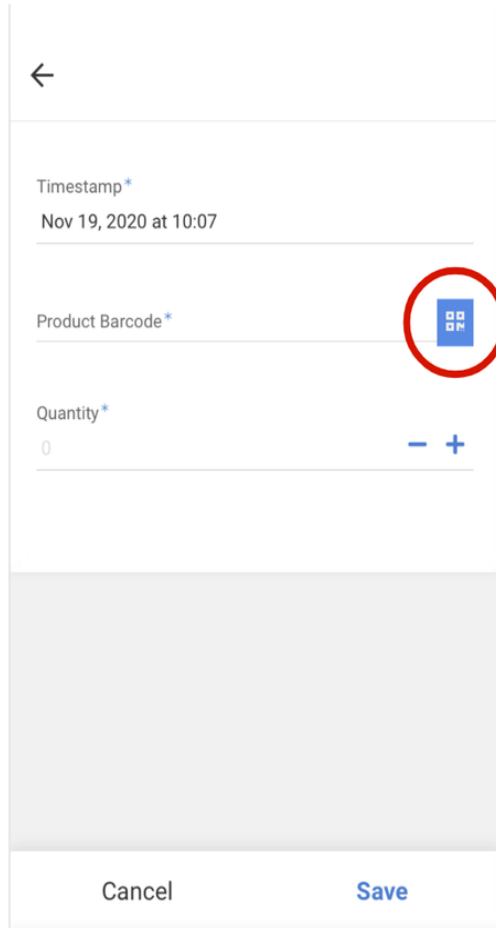 Timestamp*
Nov 19, 2020 at 10:07
Product Barcode*
Quantity*
0
Cancel
Save